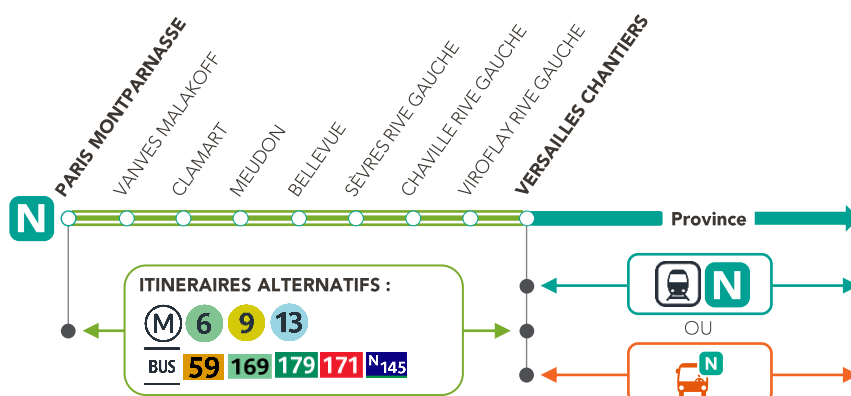 PARIS MONTPARNASSE
VANVES MALAKOFF
CLAMART
MEUDON
BELLEVUE
SÈVRES RIVE GAUCHE
CHAVILLE RIVE GAUCHE
VIROFLAY RIVE GAUCHE
VERSAILLES CHANTIERS
N
Province
ITINERAIRES ALTERNATIFS :
M 6 9 13
BUS 59 169 179 171 N145
N
OU
N